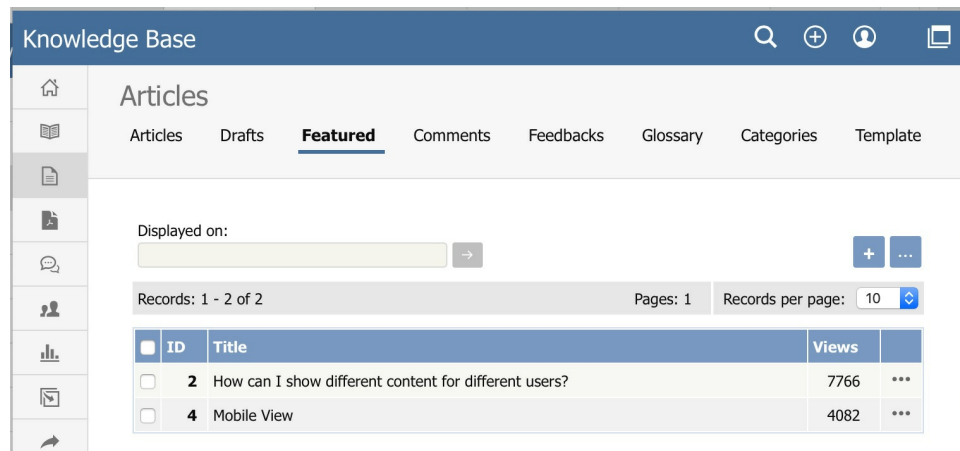 Knowledge Base
Articles
Articles Drafts Featured Comments Feedbacks Glossary Categories Template
Displayed on:
Records: 1 - 2 of 2 Pages: 1 Records per page: 10
ID Title Views
2 How can I show different content for different users? 7766
4 Mobile View 4082